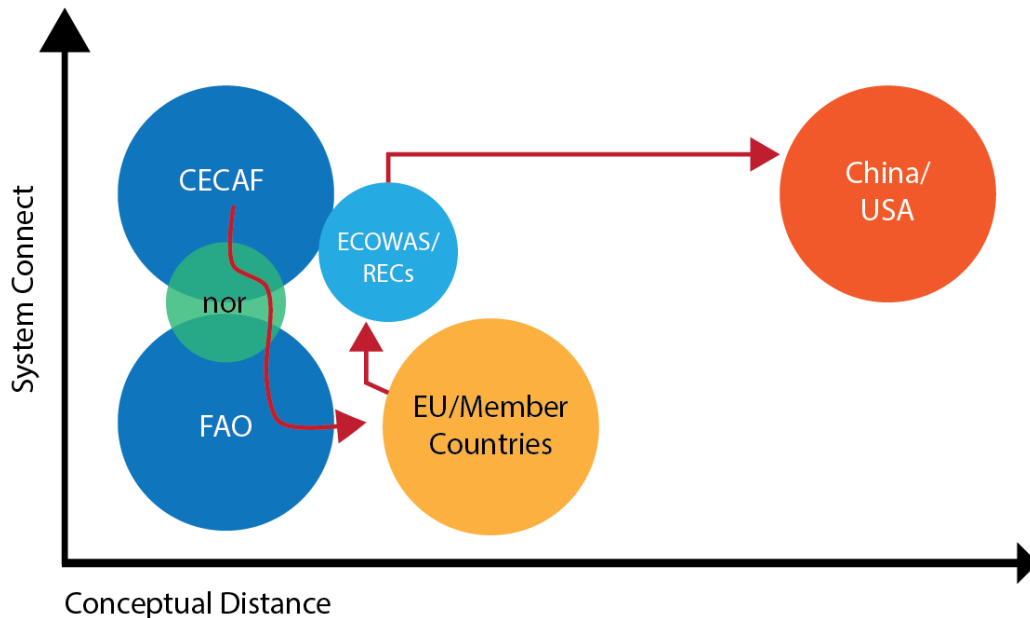 System Connect
CECAF
nor
FAO
ECOWAS/
RECs
EU/Member
Countries
China/
USA
Conceptual Distance